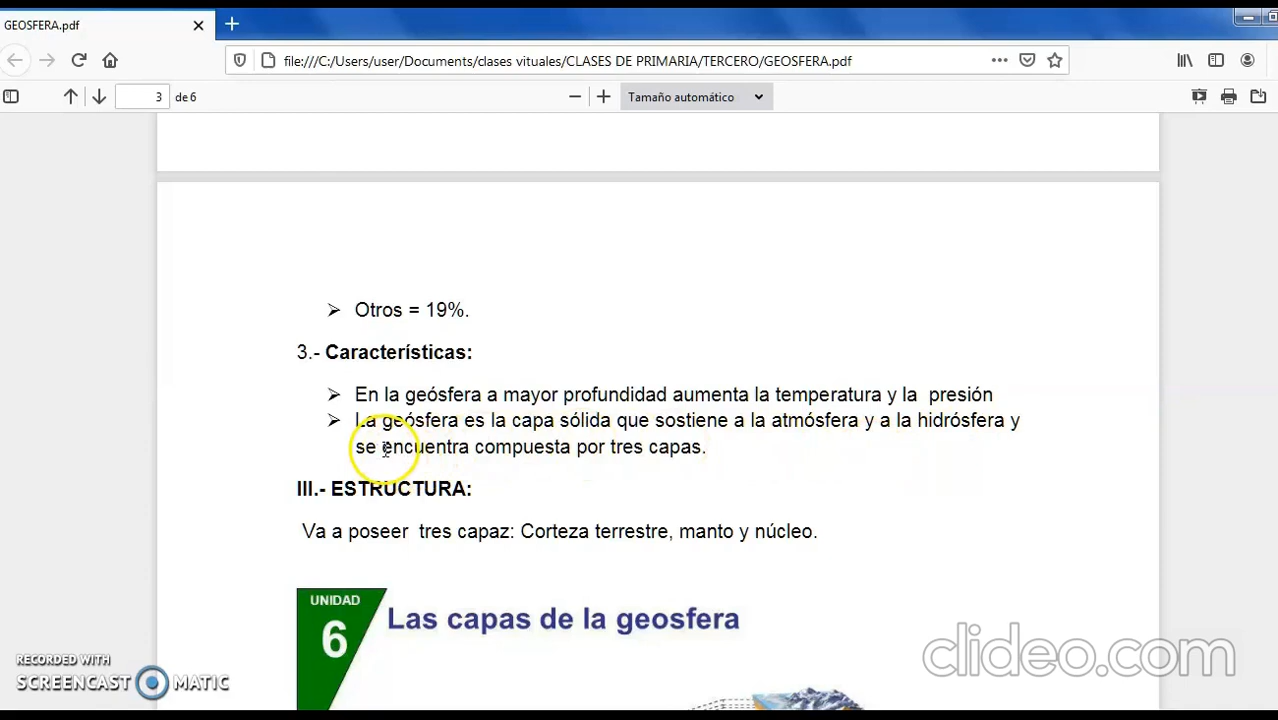 GEOSFERA.pdf
file:///C:/Users/user/Documents/clases vituales/CLASES DE PRIMARIA/TERCERO/GEOSFERA.pdf
3 de 6 Tamaño automático
Otros = 19%.
3.- Características:
En la geósfera a mayor profundidad aumenta la temperatura y la presión
La geósfera es la capa sólida que sostiene a la atmósfera y a la hidrósfera y
se encuentra compuesta por tres capas.
III.- ESTRUCTURA:
Va a poseer tres capaz: Corteza terrestre, manto y núcleo.
UNIDAD
6
Las capas de la geosfera
RECORDED WITH
SCREENCAST MATIC
clideo.com